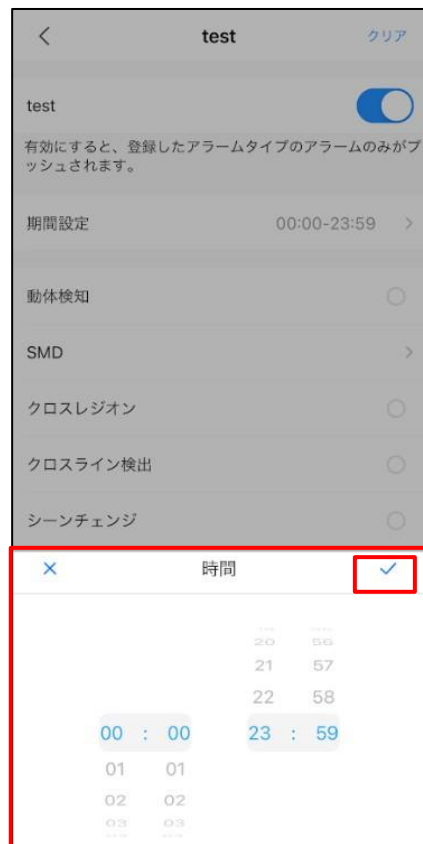 test クリア
test
有効にすると、登録したアラームタイプのアラームのみがプ
ッシュされます。
期間設定 00:00-23:59
動体検知
SMD
クロスレジオン
クロスライン検出
シーンチェンジ
時間
20 56
21 57
22 58
00 : 00 23 : 59
01 01
02 02
03 03